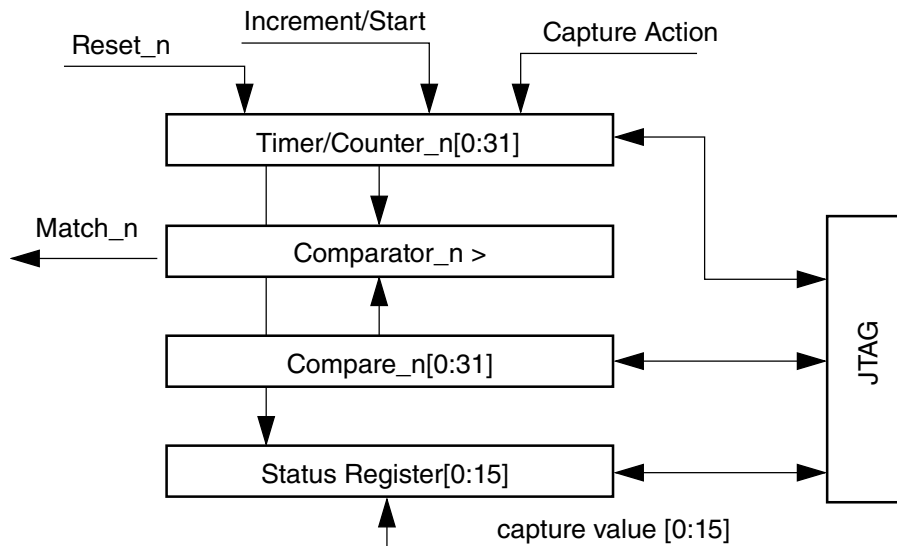 Increment/Start
Capture Action
Reset_n
Timer/Counter_n[0:31]
Match_n
Comparator_n >
Compare_n[0:31]
JTAG
Status Register[0:15]
capture value [0:15]